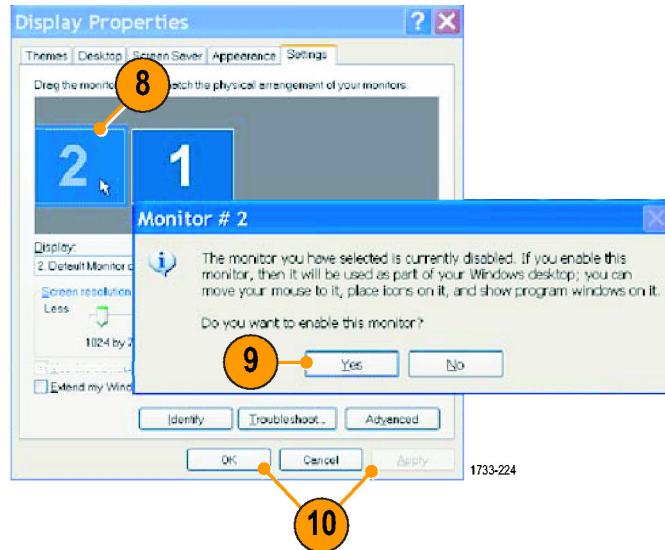 Display Properties
Themes Desktop Screen Saver Appearance Settings
Drag the monito atch the physical arrangement of your monitors.
8
2 1
Monitor # 2
The monitor you have selected is currently disabled. If you enable this
monitor, then it will be used as part of your Windows desktop; you can
move your mouse to it, place icons on it, and show program windows on it.
Do you want to enable this monitor?
9
Yes No
Display:
2. Default Monitor o
Screen resolution
Less
1024 by 7
Extend my Wind
Identify Troubleshoot... Advanced
OK Cancel Apply
1733-224
10